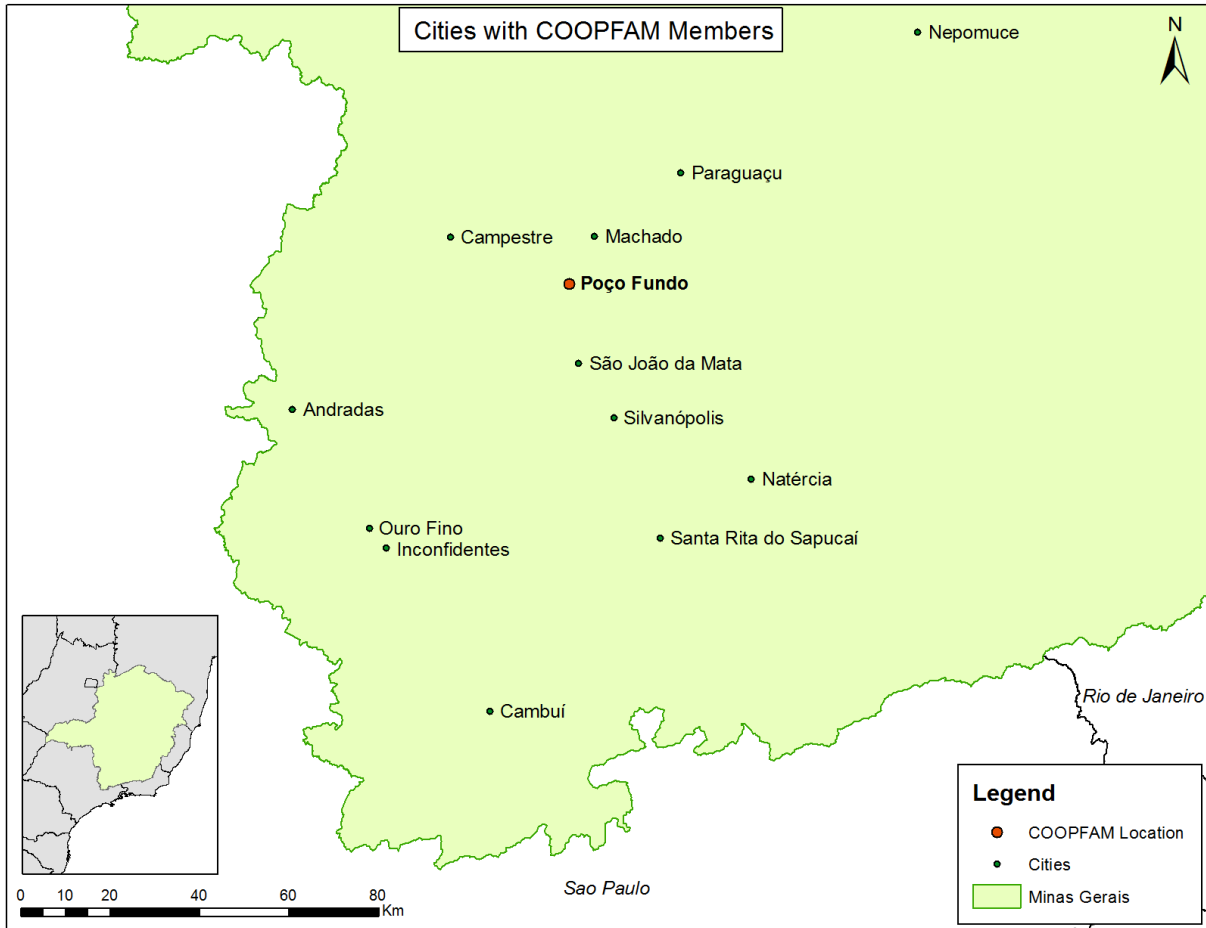 Cities with COOPFAM Members
N
Nepomuce
Paraguaçu
Campestre
Machado
Poço Fundo
São João da Mata
Andradas
Silvanópolis
Natércia
Ouro Fino
Inconfidentes
Santa Rita do Sapucaí
Cambuí
Rio de Janeiro
Sao Paulo
Legend
COOPFAM Location
Cities
Minas Gerais
0 10 20 40 60 80
Km